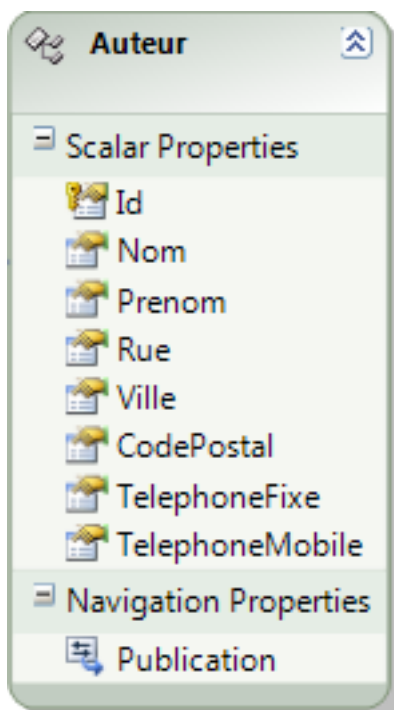 Auteur
Scalar Properties
Id
Nom
Prenom
Rue
Ville
CodePostal
TelephoneFixe
TelephoneMobile
Navigation Properties
Publication